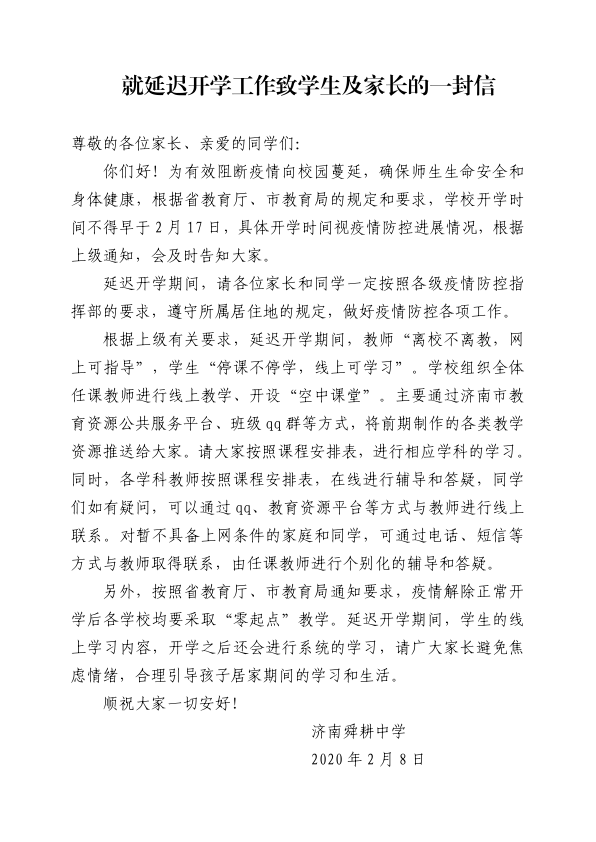 就延迟开学工作致学生及家长的一封信
尊敬的各位家长、亲爱的同学们：
你们好！为有效阻断疫情向校园蔓延，确保师生生命安全和
身体健康，根据省教育厅、市教育局的规定和要求，学校开学时
间不得早于 2 月 17 日，具体开学时间视疫情防控进展情况，根据
上级通知，会及时告知大家。
延迟开学期间，请各位家长和同学一定按照各级疫情防控指
挥部的要求，遵守所属居住地的规定，做好疫情防控各项工作。
根据上级有关要求，延迟开学期间，教师“离校不离教，网
上可指导”，学生“停课不停学，线上可学习”。学校组织全体
任课教师进行线上教学、开设“空中课堂”。主要通过济南市教
育资源公共服务平台、班级 qq 群等方式，将前期制作的各类教学
资源推送给大家。请大家按照课程安排表，进行相应学科的学习。
同时，各学科教师按照课程安排表，在线进行辅导和答疑，同学
们如有疑问，可以通过 qq、教育资源平台等方式与教师进行线上
联系。对暂不具备上网条件的家庭和同学，可通过电话、短信等
方式与教师取得联系，由任课教师进行个别化的辅导和答疑。
另外，按照省教育厅、市教育局通知要求，疫情解除正常开
学后各学校均要采取“零起点”教学。延迟开学期间，学生的线
上学习内容，开学之后还会进行系统的学习，请广大家长避免焦
虑情绪，合理引导孩子居家期间的学习和生活。
顺祝大家一切安好！
济南舜耕中学
2020 年 2 月 8 日